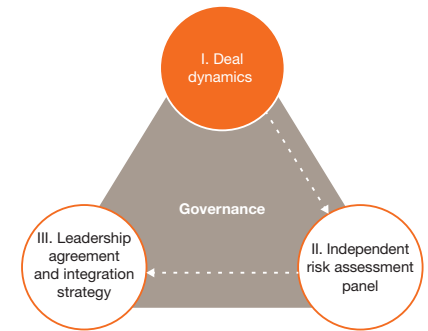 I. Deal
dynamics
Governance
III. Leadership
agreement
and integration
strategy
II. Independent
risk assessment
panel